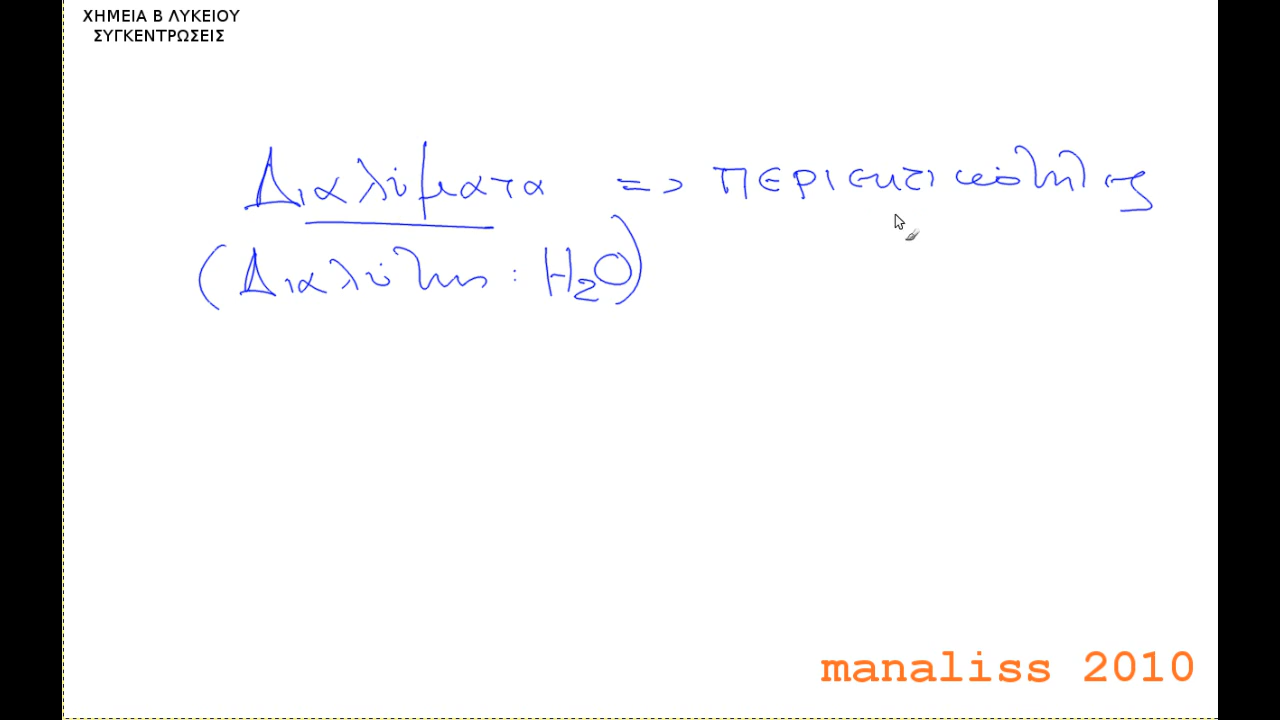 ΧΗΜΕΙΑ Β ΛΥΚΕΙΟΥ
ΣΥΓΚΕΝΤΡΩΣΕΙΣ
Διαλύματα => περιεκτικότητες
(Διαλύτης : H₂O)
manaliss 2010